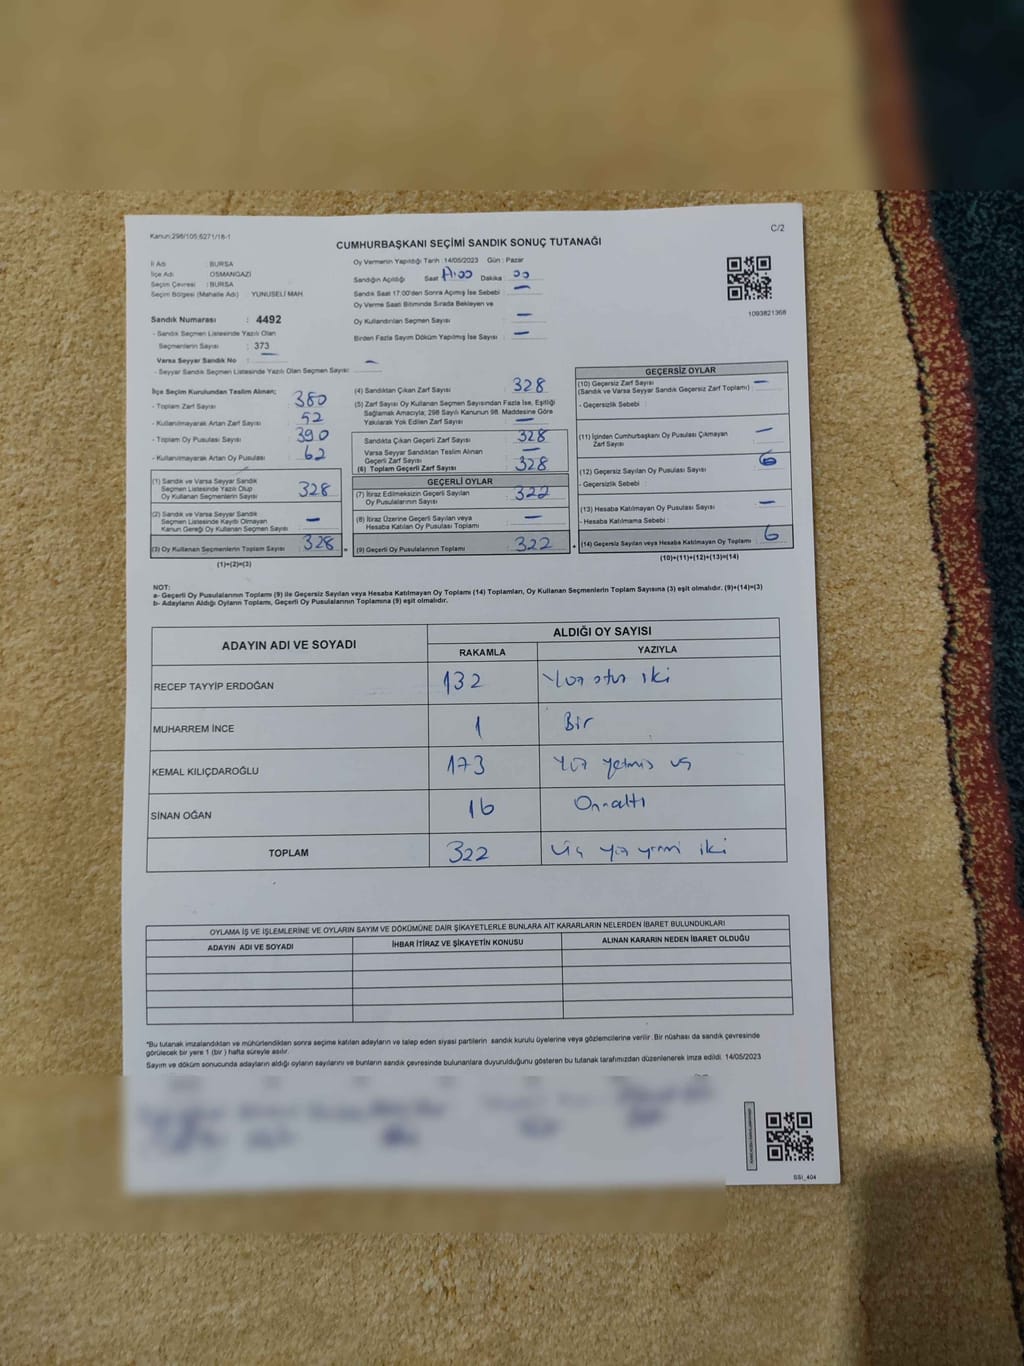 Kanun:298/105;6271/18-1
C/2
CUMHURBAŞKANI SEÇİMİ SANDIK SONUÇ TUTANAĞI
İl Adı : BURSA
İlçe Adı : OSMANGAZİ
Seçim Çevresi : BURSA
Seçim Bölgesi (Mahalle Adı) : YUNUSELİ MAH.
Sandık Numarası : 4492
- Sandık Seçmen Listesinde Yazılı Olan
Seçmenlerin Sayısı : 373
Varsa Seyyar Sandık No : –
- Seyyar Sandık Seçmen Listesinde Yazılı Olan Seçmen Sayısı: –
Oy Vermenin Yapıldığı Tarih :14/05/2023 Gün : Pazar
Sandığın Açıldığı Saat Dakika :
Sandık Saat 17:00'den Sonra Açılmış İse Sebebi : –
Oy Verme Saati Bitiminde Sırada Bekleyen ve
Oy Kullandırılan Seçmen Sayısı : –
Birden Fazla Sayım Döküm Yapılmış İse Sayısı : –
1093821368
İlçe Seçim Kurulundan Teslim Alınan;
- Toplam Zarf Sayısı : 380
- Kullanılmayarak Artan Zarf Sayısı : 52
- Toplam Oy Pusulası Sayısı : 390
- Kullanılmayarak Artan Oy Pusulası : 62
(1) Sandık ve Varsa Seyyar Sandık
Seçmen Listesinde Yazılı Olup
Oy Kullanan Seçmenlerin Sayısı : 328
(2) Sandık ve Varsa Seyyar Sandık
Seçmen Listesinde Kaydı Olmayan
Kanun Gereği Oy Kullanan Seçmen Sayısı : –
(3) Oy Kullanan Seçmenlerin Toplam Sayısı : 328
(1)+(2)=(3)
(4) Sandıktan Çıkan Zarf Sayısı : 328
(5) Zarf Sayısı Oy Kullanan Seçmen Sayısından Fazla İse, Eşitliği
Sağlamak Amacıyla; 298 Sayılı Kanunun 98. Maddesine Göre
Yakılarak Yok Edilen Zarf Sayısı : –
Sandıkta Çıkan Geçerli Zarf Sayısı : 328
Varsa Seyyar Sandıktan Teslim Alınan
Geçerli Zarf Sayısı : –
(6) Toplam Geçerli Zarf Sayısı : 328
GEÇERLİ OYLAR
(7) İtiraz Edilmeksizin Geçerli Sayılan
Oy Pusulalarının Sayısı : 322
(8) İtiraz Üzerine Geçerli Sayılan veya
Hesaba Katılan Oy Pusulası Toplamı : –
= (9) Geçerli Oy Pusulalarının Toplamı : 322
GEÇERSİZ OYLAR
(10) Geçersiz Zarf Sayısı : –
(Sandık ve Varsa Seyyar Sandık Geçersiz Zarf Toplamı)
- Geçersizlik Sebebi :
(11) İçinden Cumhurbaşkanı Oy Pusulası Çıkmayan
Zarf Sayısı : –
(12) Geçersiz Sayılan Oy Pusulası Sayısı : 6
- Geçersizlik Sebebi :
(13) Hesaba Katılmayan Oy Pusulası Sayısı : –
- Hesaba Katılmama Sebebi :
+ (14) Geçersiz Sayılan veya Hesaba Katılmayan Oy Toplamı : 6
(10)+(11)+(12)+(13)=(14)
NOT:
a- Geçerli Oy Pusulalarının Toplamı (9) ile Geçersiz Sayılan veya Hesaba Katılmayan Oy Toplamı (14) Toplamları, Oy Kullanan Seçmenlerin Toplam Sayısına (3) eşit olmalıdır. (9)+(14)=(3)
b- Adayların Aldığı Oyların Toplamı, Geçerli Oy Pusulalarının Toplamına (9) eşit olmalıdır.
ADAYIN ADI VE SOYADI
ALDIĞI OY SAYISI
RAKAMLA YAZIYLA
RECEP TAYYİP ERDOĞAN 132 Yüz otuz iki
MUHARREM İNCE 1 Bir
KEMAL KILIÇDAROĞLU 173 Yüz yetmiş üç
SİNAN OĞAN 16 Onaltı
TOPLAM 322 Üç yüz yirmi iki
OYLAMA İŞ VE İŞLEMLERİNE VE OYLARIN SAYIM VE DÖKÜMÜNE DAİR ŞİKAYETLERLE BUNLARA AİT KARARLARIN NELERDEN İBARET BULUNDUKLARI
ADAYIN ADI VE SOYADI İHBAR İTİRAZ VE ŞİKAYETİN KONUSU ALINAN KARARIN NEDEN İBARET OLDUĞU
*Bu tutanak imzalandıktan ve mühürlendikten sonra seçime katılan adayların ve talep eden siyasi partilerin sandık kurulu üyelerine veya gözlemcilerine verilir. Bir nüshası da sandık çevresinde
görülecek bir yere 1 (bir) hafta süreyle asılır.
Sayım ve döküm sonucunda adayların aldığı oyların sayılarını ve bunların sandık çevresinde bulunanlara duyurulduğunu gösteren bu tutanak tarafımızdan düzenlenerek imza edildi. 14/05/2023
SSI_404